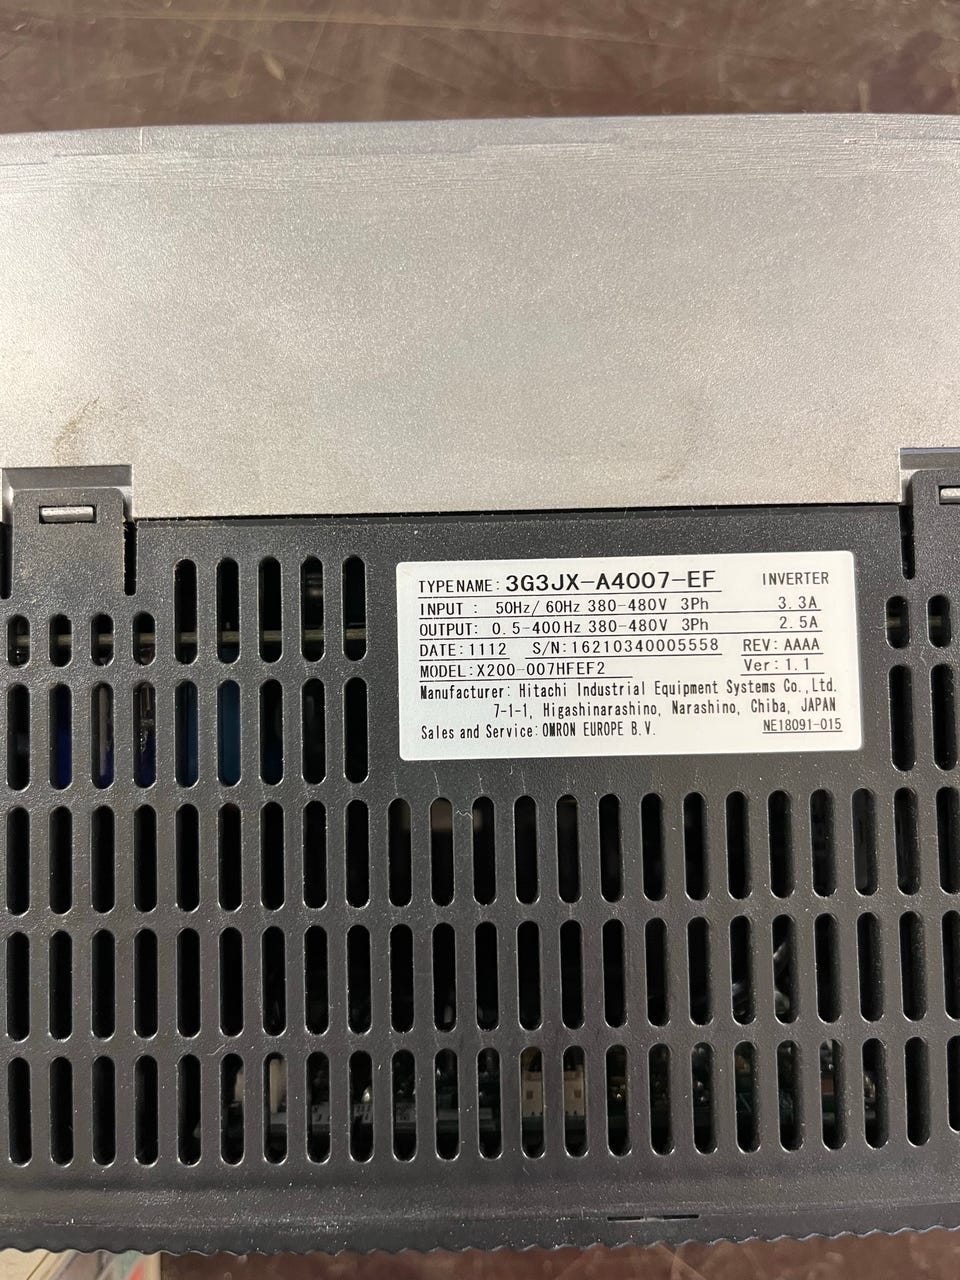 TYPENAME: 3G3JX-A4007-EF INVERTER
INPUT : 50Hz/60Hz 380-480V 3Ph 3.3A
OUTPUT: 0.5-400Hz 380-480V 3Ph 2.5A
DATE:1112 S/N:16210340005558 REV:AAAA
MODEL:X200-007HFEF2 Ver:1.1
Manufacturer: Hitachi Industrial Equipment Systems Co.,Ltd.
7-1-1, Higashinarashino, Narashino, Chiba, JAPAN
Sales and Service: OMRON EUROPE B.V. NE18091-015